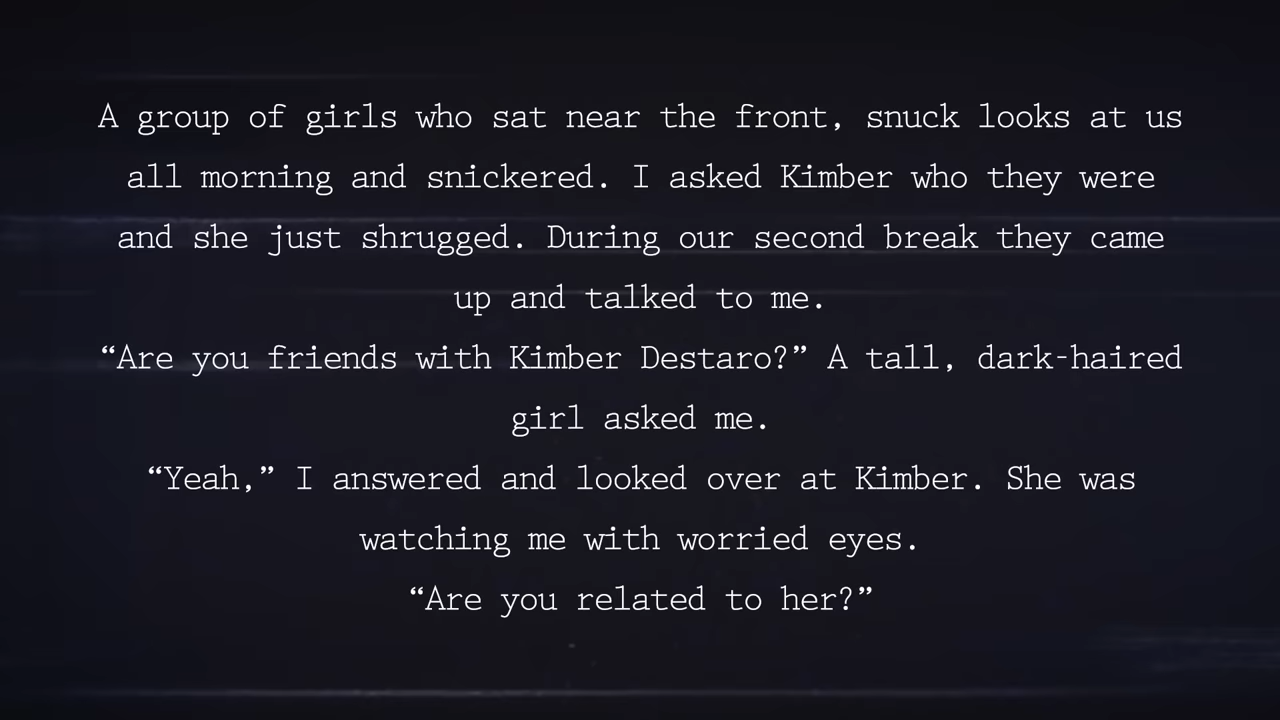 A group of girls who sat near the front, snuck looks at us
all morning and snickered. I asked Kimber who they were
and she just shrugged. During our second break they came
up and talked to me.
“Are you friends with Kimber Destaro?” A tall, dark-haired
girl asked me.
“Yeah,” I answered and looked over at Kimber. She was
watching me with worried eyes.
“Are you related to her?”